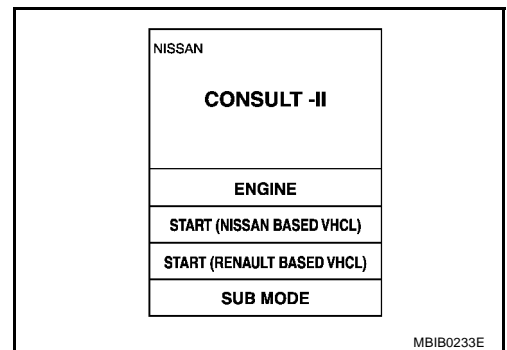 NISSAN
CONSULT -II
ENGINE
START (NISSAN BASED VHCL)
START (RENAULT BASED VHCL)
SUB MODE
MBIB0233E